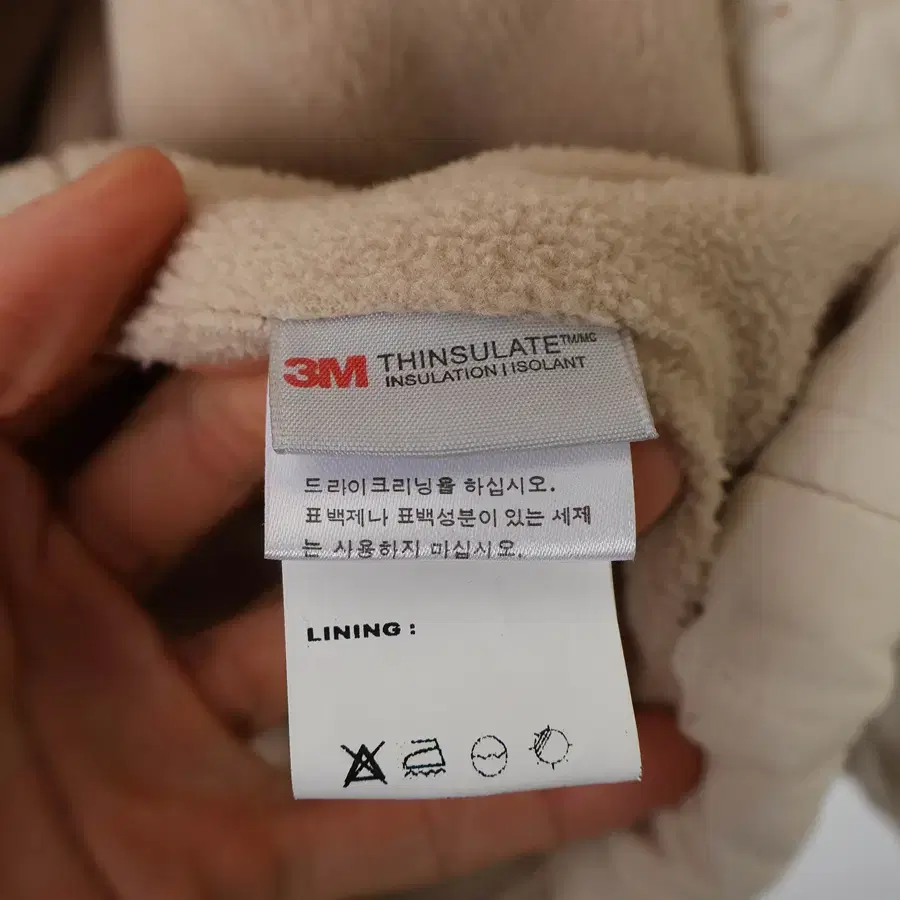 3M THINSULATE™/MC
INSULATION | ISOLANT
드라이크리닝을 하십시오.
표백제나 표백성분이 있는 세제
는 사용하지 마십시오.
LINING :